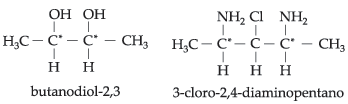 OH OH
H₃C – C* – C* – CH₃
H H
butanodiol-2,3
NH₂ Cl NH₂
H₃C – C* – C – C* – CH₃
H H H
3-cloro-2,4-diaminopentano